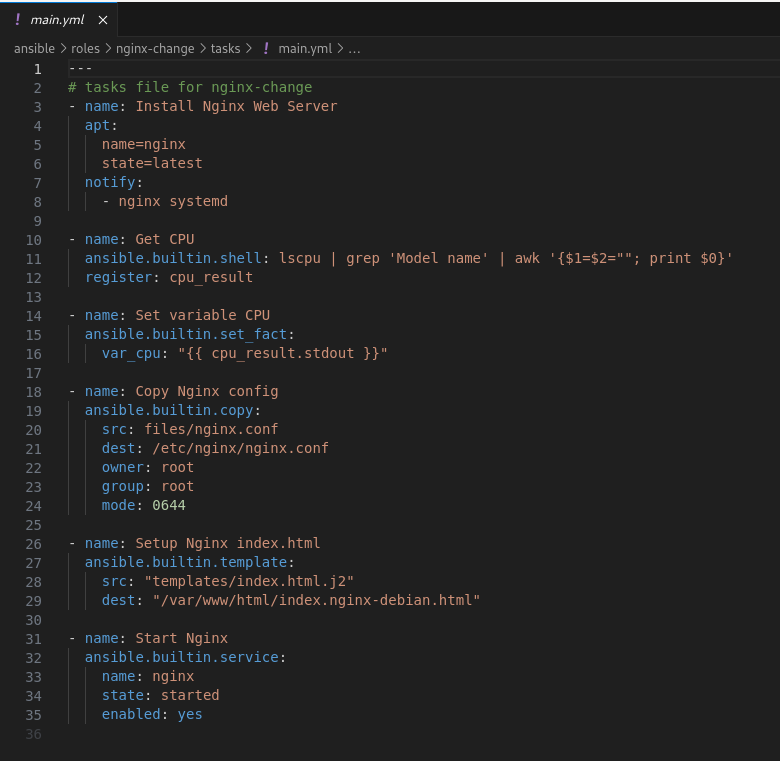 ! main.yml ×
ansible > roles > nginx-change > tasks > ! main.yml > ...
1 ---
2 # tasks file for nginx-change
3 - name: Install Nginx Web Server
4   apt:
5     name=nginx
6     state=latest
7   notify:
8     - nginx systemd
9
10 - name: Get CPU
11   ansible.builtin.shell: lscpu | grep 'Model name' | awk '{$1=$2=""; print $0}'
12   register: cpu_result
13
14 - name: Set variable CPU
15   ansible.builtin.set_fact:
16     var_cpu: "{{ cpu_result.stdout }}"
17
18 - name: Copy Nginx config
19   ansible.builtin.copy:
20     src: files/nginx.conf
21     dest: /etc/nginx/nginx.conf
22     owner: root
23     group: root
24     mode: 0644
25
26 - name: Setup Nginx index.html
27   ansible.builtin.template:
28     src: "templates/index.html.j2"
29     dest: "/var/www/html/index.nginx-debian.html"
30
31 - name: Start Nginx
32   ansible.builtin.service:
33     name: nginx
34     state: started
35     enabled: yes
36